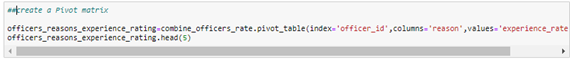 ##create a Pivot matrix
officers_reasons_experience_rating=combine_officers_rate.pivot_table(index='officer_id',columns='reason',values='experience_rate
officers_reasons_experience_rating.head(5)